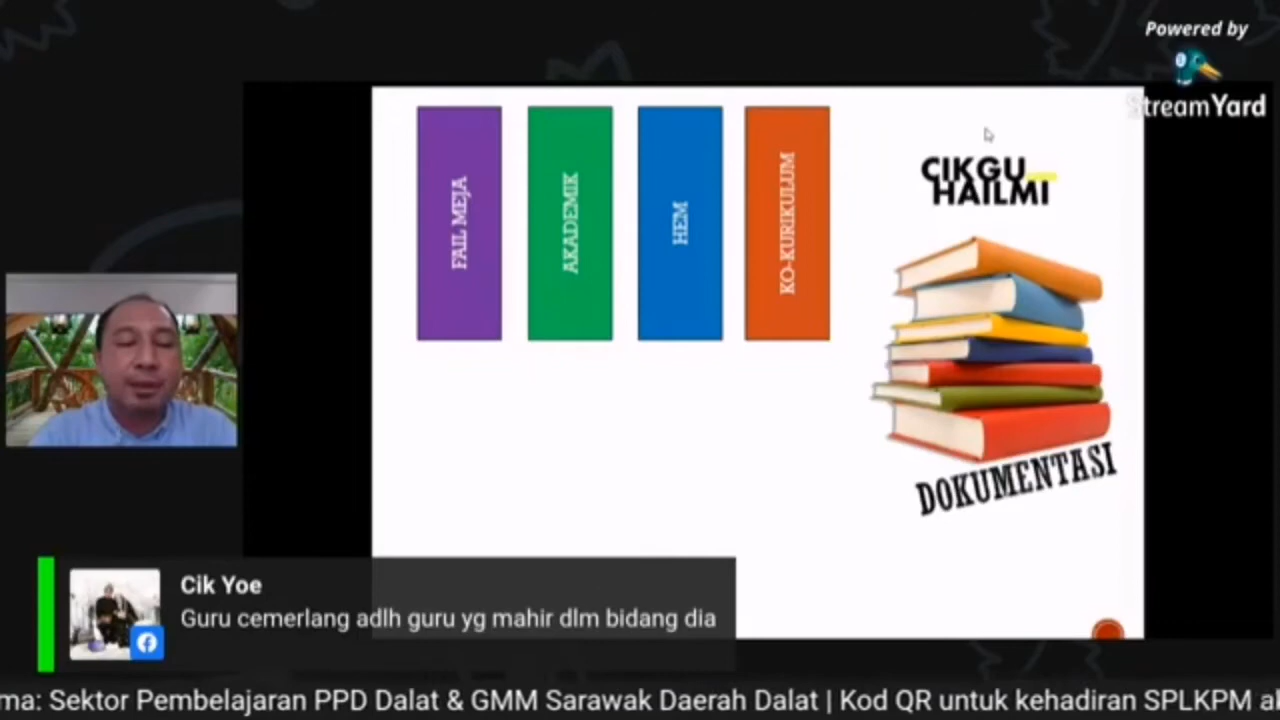 Powered by
StreamYard
FAIL MEJA
AKADEMIK
HEM
KO-KURIKULUM
CIKGU
HAILMI
DOKUMENTASI
Cik Yoe
Guru cemerlang adlh guru yg mahir dlm bidang dia
ma: Sektor Pembelajaran PPD Dalat & GMM Sarawak Daerah Dalat | Kod QR untuk kehadiran SPLKPM